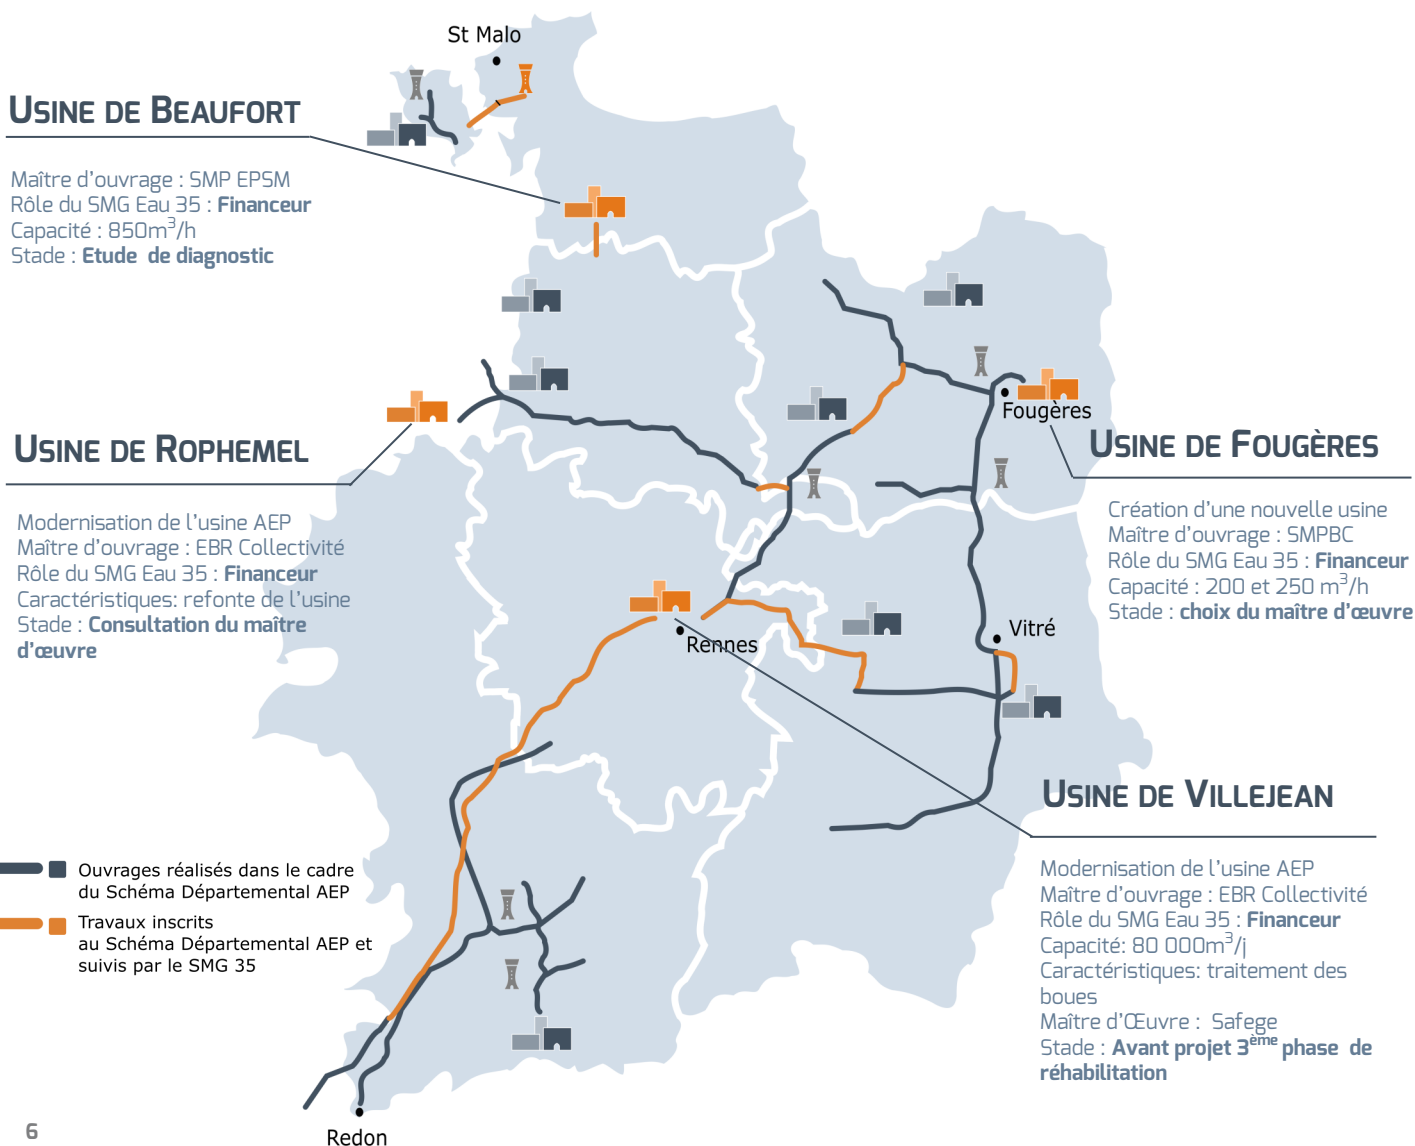 St Malo
USINE DE BEAUFORT
Maître d'ouvrage : SMP EPSM
Rôle du SMG Eau 35 : Financeur
Capacité : 850m³/h
Stade : Etude de diagnostic
Fougères
USINE DE ROPHEMEL
Modernisation de l'usine AEP
Maître d'ouvrage : EBR Collectivité
Rôle du SMG Eau 35 : Financeur
Caractéristiques: refonte de l'usine
Stade : Consultation du maître
d'œuvre
USINE DE FOUGÈRES
Création d'une nouvelle usine
Maître d'ouvrage : SMPBC
Rôle du SMG Eau 35 : Financeur
Capacité : 200 et 250 m³/h
Stade : choix du maître d'œuvre
Rennes
Vitré
USINE DE VILLEJEAN
Modernisation de l'usine AEP
Maître d'ouvrage : EBR Collectivité
Rôle du SMG Eau 35 : Financeur
Capacité: 80 000m³/j
Caractéristiques: traitement des
boues
Maître d'Œuvre : Safege
Stade : Avant projet 3ème phase de
réhabilitation
Ouvrages réalisés dans le cadre
du Schéma Départemental AEP
Travaux inscrits
au Schéma Départemental AEP et
suivis par le SMG 35
Redon
6